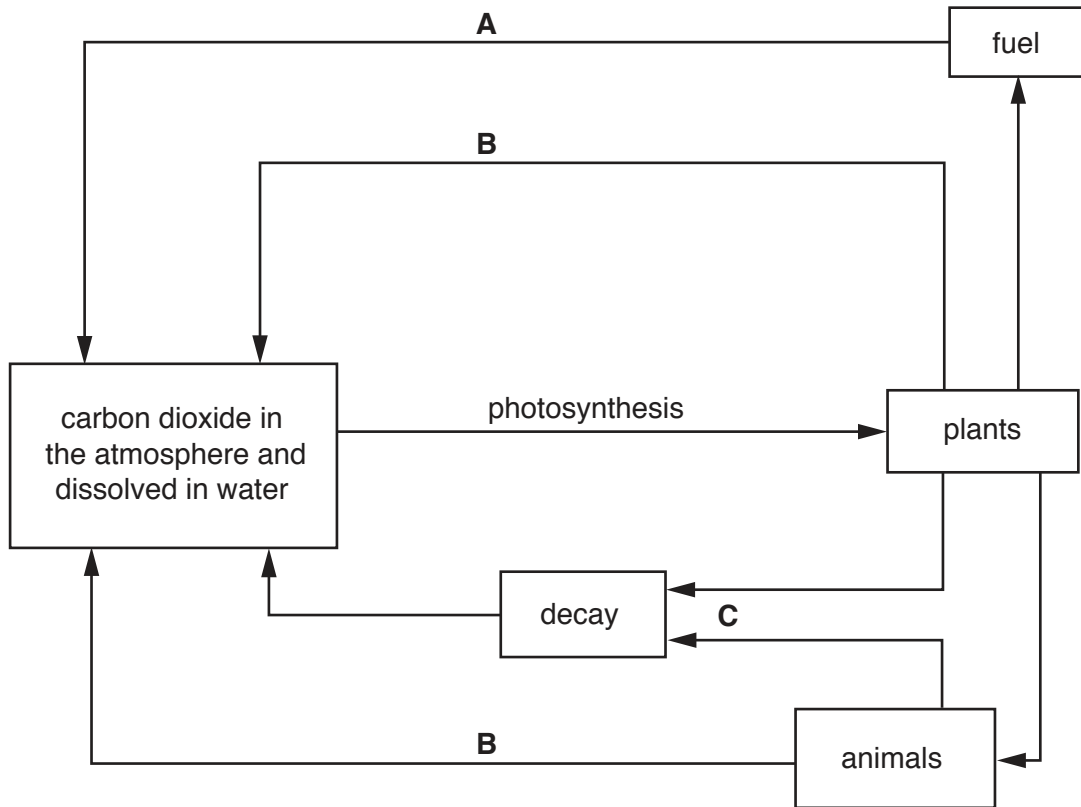 A
fuel
B
photosynthesis
plants
carbon dioxide in
the atmosphere and
dissolved in water
decay
C
B
animals